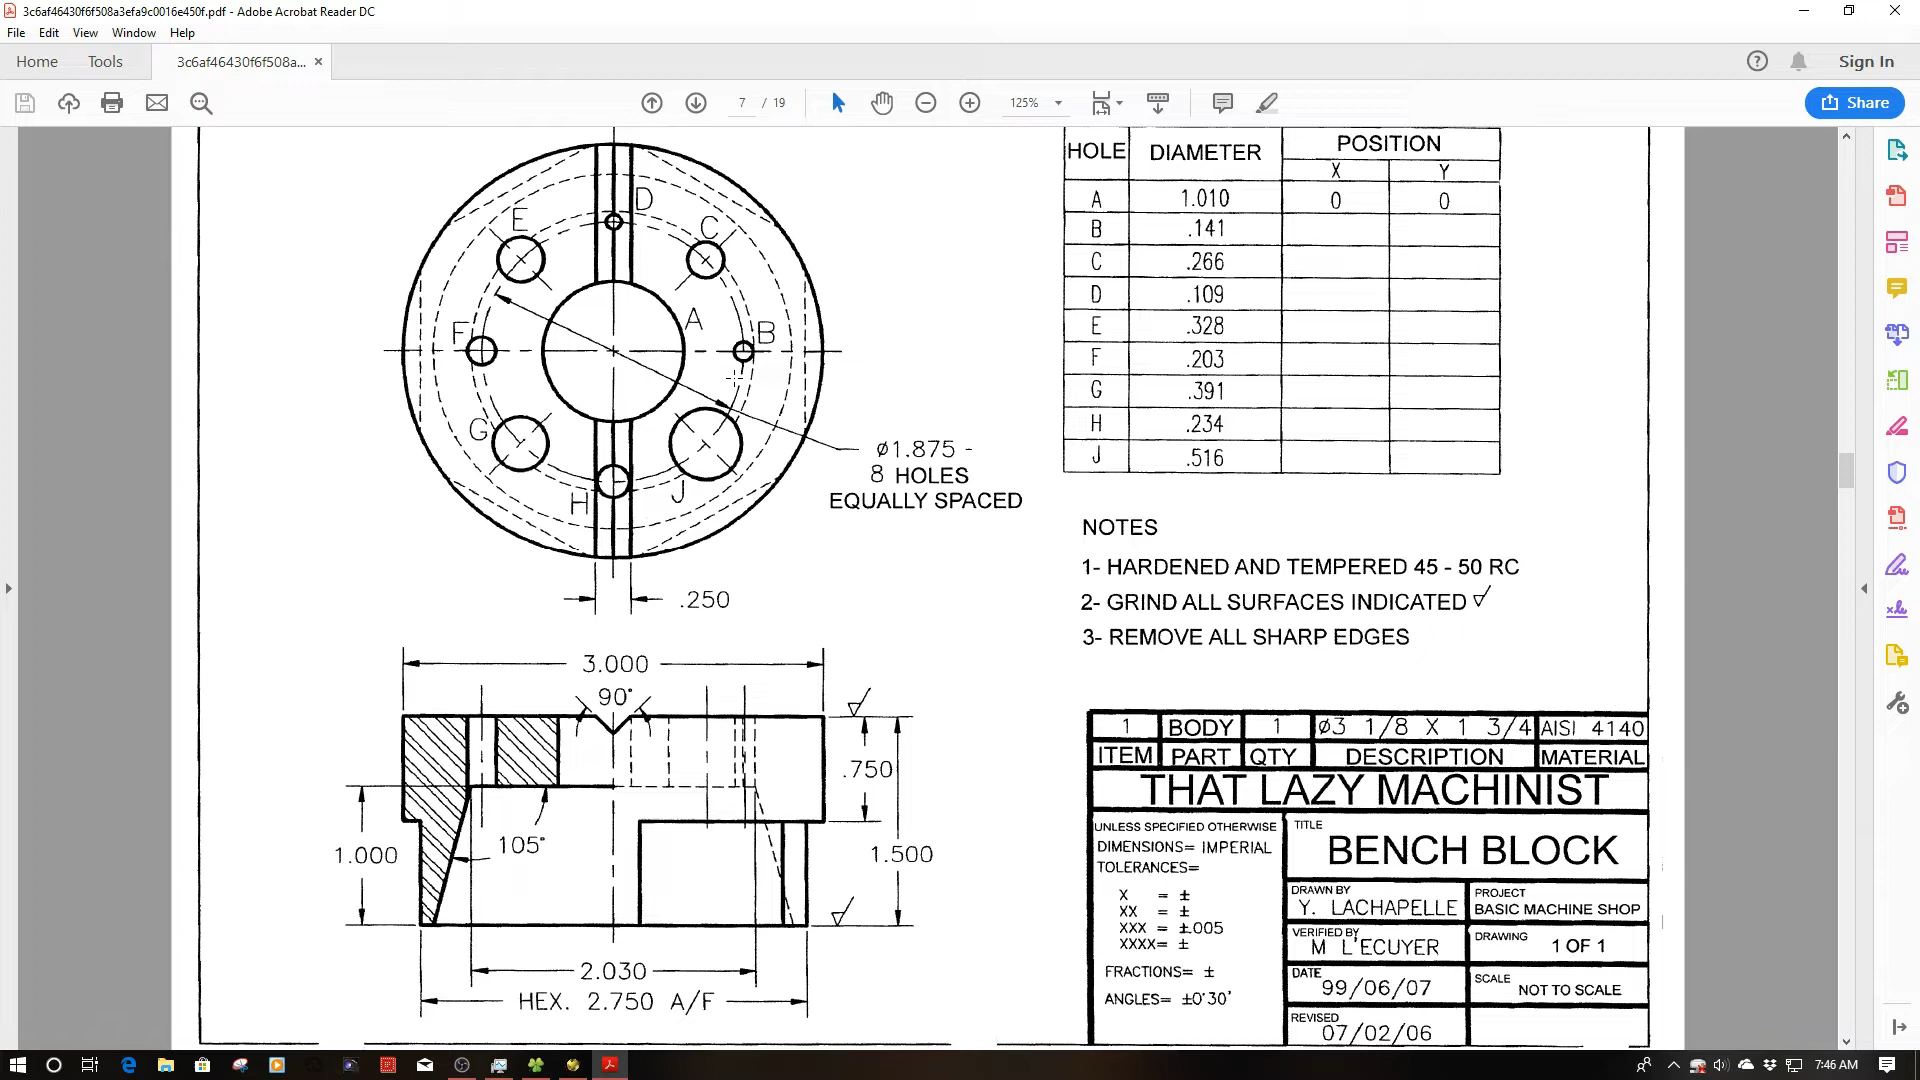 3c6af46430f6f508a3efa9c0016e450f.pdf - Adobe Acrobat Reader DC
File Edit View Window Help
Home Tools 3c6af46430f6f508a... × Sign In
7 / 19 125% Share
HOLE DIAMETER POSITION
X Y
A 1.010 0 0
B .141
C .266
D .109
E .328
F .203
G .391
H .234
J .516
D
E C
F A B
G
H J
ø1.875 -
8 HOLES
EQUALLY SPACED
.250
NOTES
1- HARDENED AND TEMPERED 45 - 50 RC
2- GRIND ALL SURFACES INDICATED
3- REMOVE ALL SHARP EDGES
3.000
90°
.750
105°
1.000
1.500
2.030
HEX. 2.750 A/F
1 BODY 1 ø3 1/8 X 1 3/4 AISI 4140
ITEM PART QTY DESCRIPTION MATERIAL
THAT LAZY MACHINIST
UNLESS SPECIFIED OTHERWISE
DIMENSIONS= IMPERIAL
TOLERANCES=
X = ±
XX = ±
XXX = ±.005
XXXX= ±
FRACTIONS= ±
ANGLES= ±0°30'
TITLE
BENCH BLOCK
DRAWN BY
Y. LACHAPELLE
PROJECT
BASIC MACHINE SHOP
VERIFIED BY
M L'ECUYER
DRAWING
1 OF 1
DATE
99/06/07
SCALE
NOT TO SCALE
REVISED
07/02/06
7:46 AM